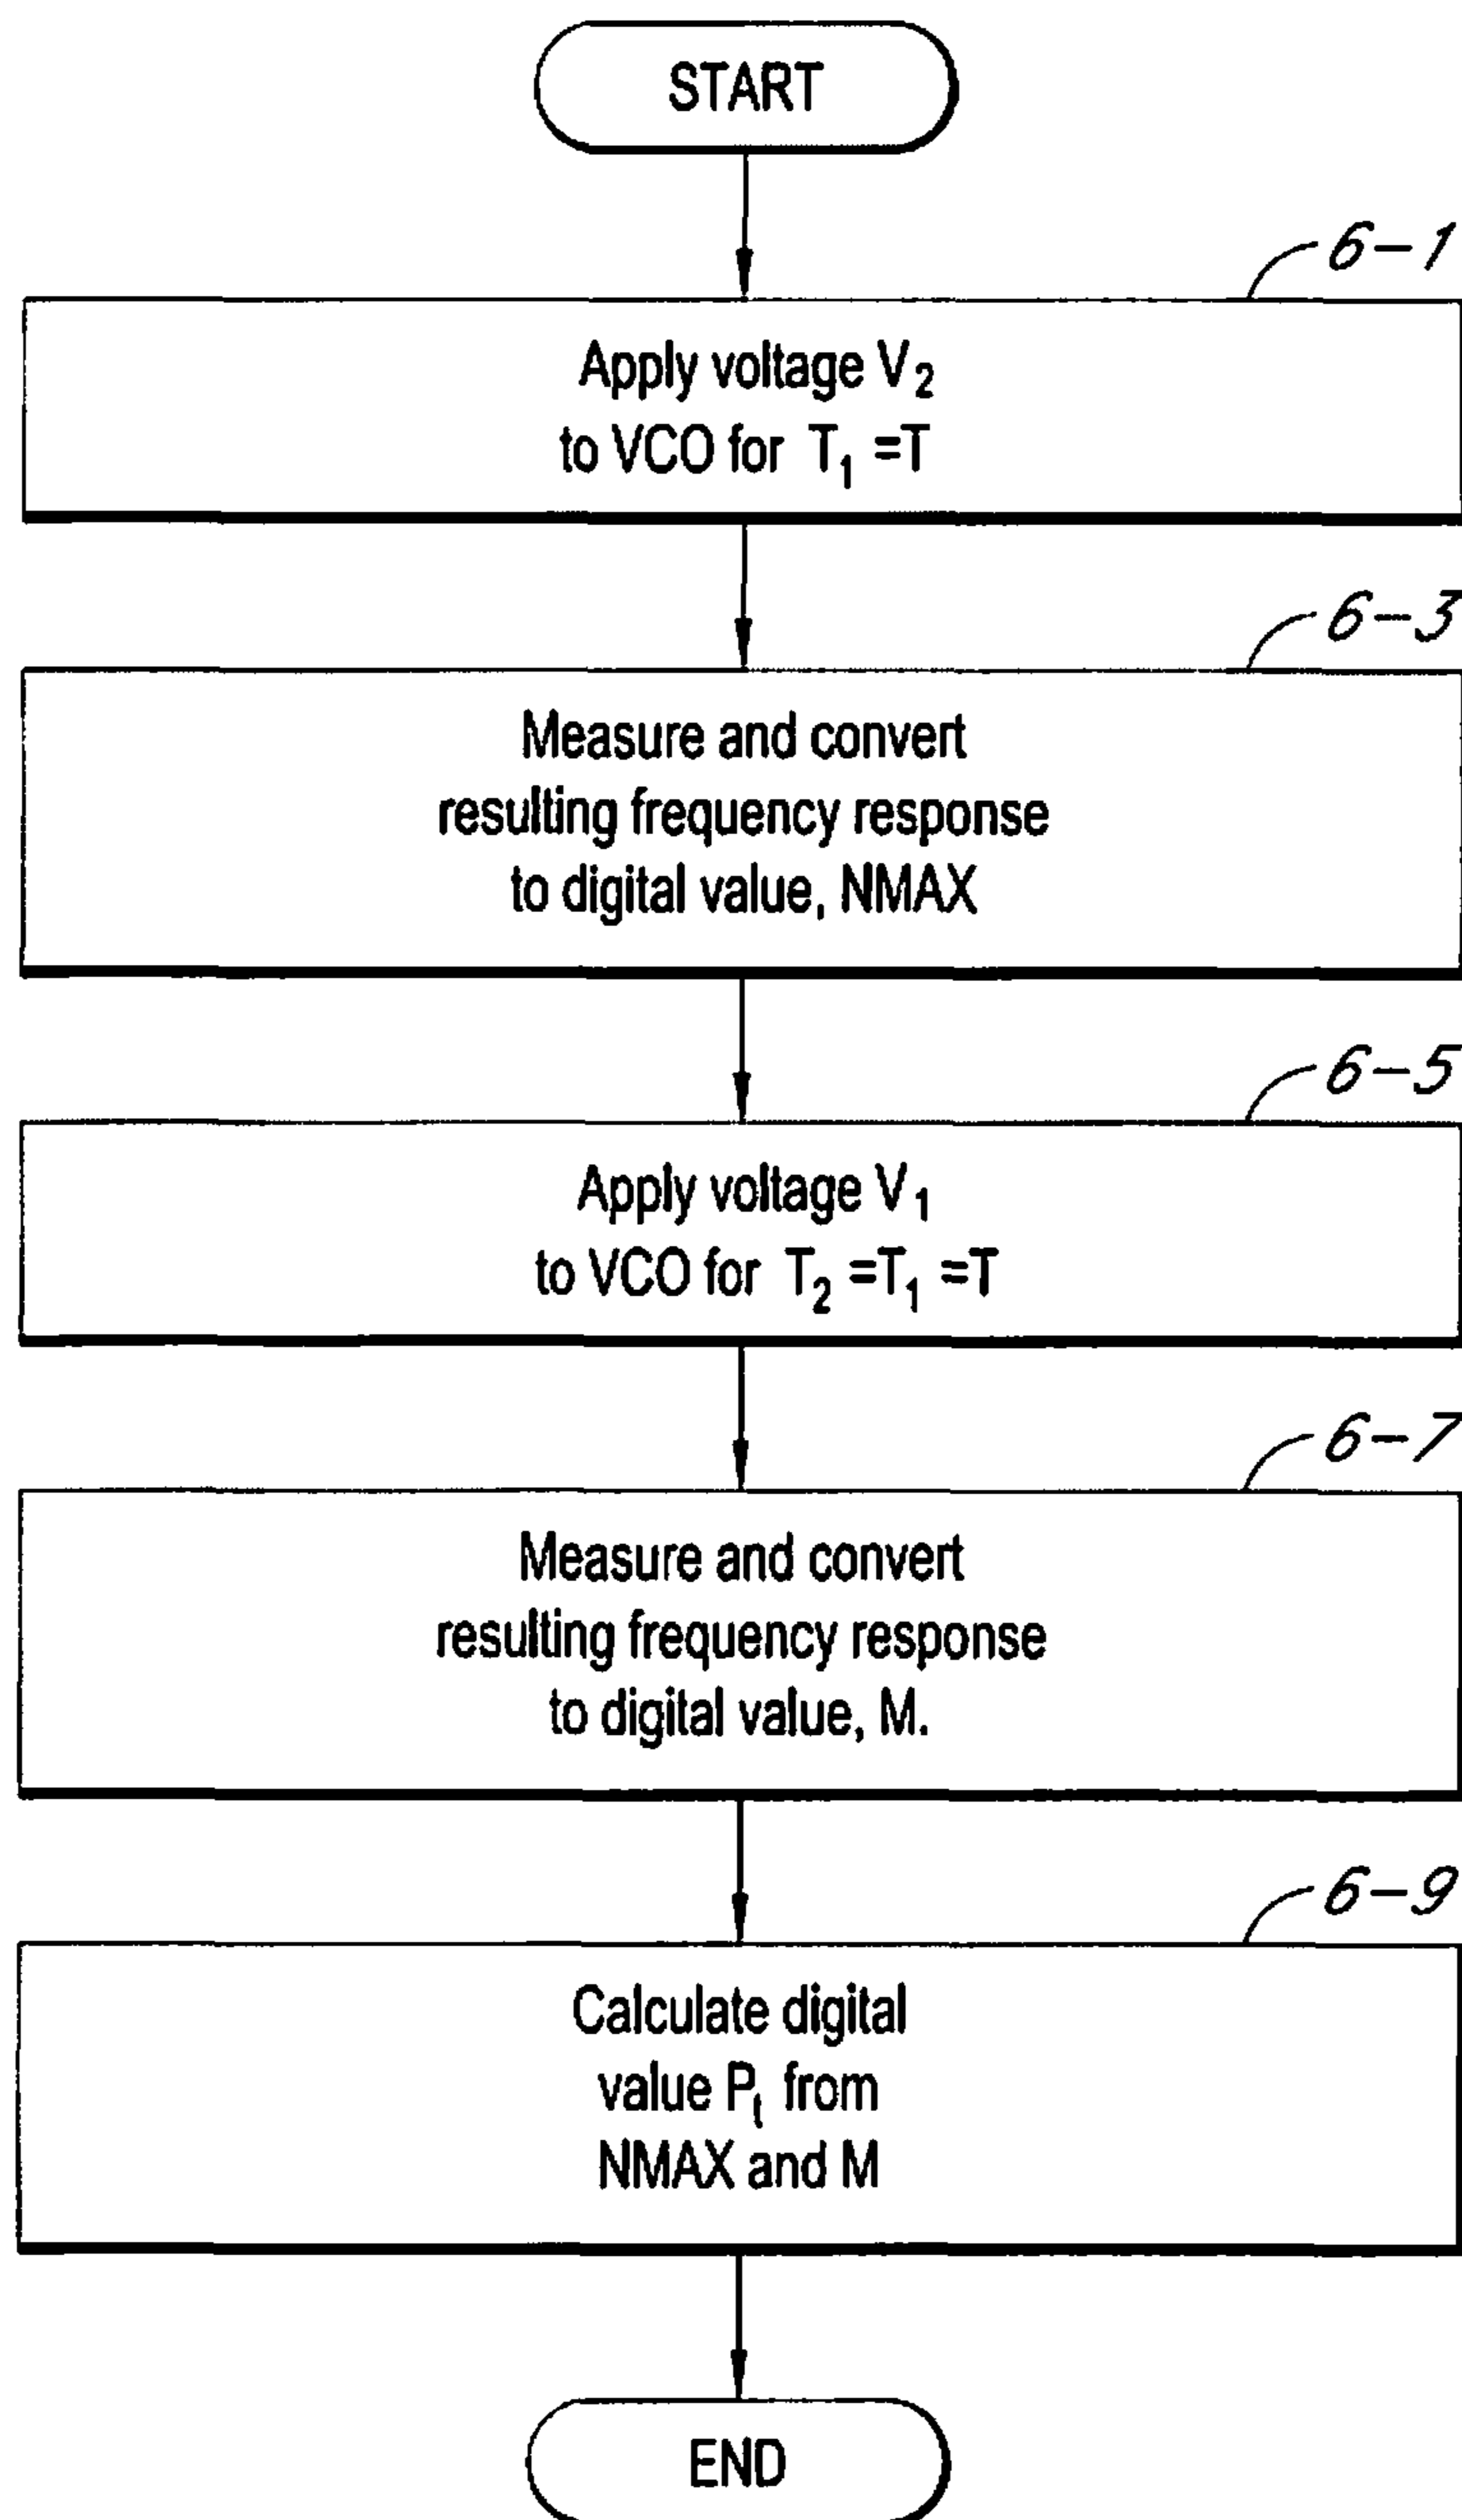 START
6-1
Apply voltage V₂
to VCO for T₁ =T
6-3
Measure and convert
resulting frequency response
to digital value, NMAX
6-5
Apply voltage V₁
to VCO for T₂ =T₁ =T
6-7
Measure and convert
resulting frequency response
to digital value, M.
6-9
Calculate digital
value Pᵢ from
NMAX and M
END